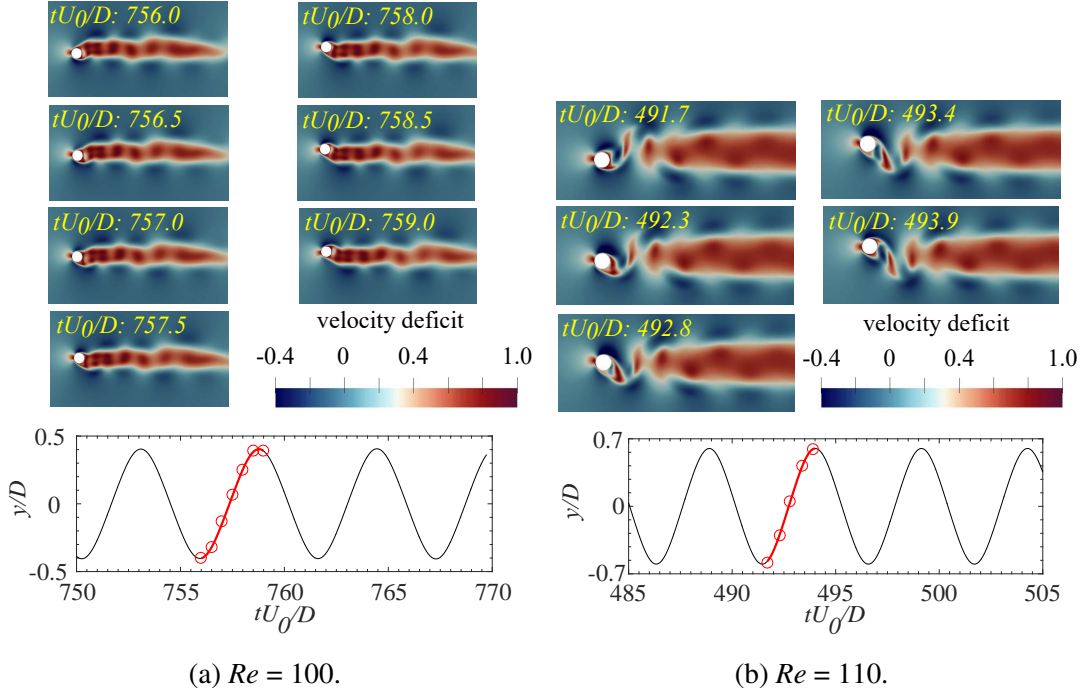 tU0/D: 756.0
tU0/D: 758.0
tU0/D: 756.5
tU0/D: 758.5
tU0/D: 757.0
tU0/D: 759.0
tU0/D: 757.5
velocity deficit
-0.4 0 0.4 1.0
0.5
0
-0.5
y/D
750 755 760 765 770
tU0/D
(a) Re = 100.
tU0/D: 491.7
tU0/D: 493.4
tU0/D: 492.3
tU0/D: 493.9
tU0/D: 492.8
velocity deficit
-0.4 0 0.4 1.0
0.7
0
-0.7
y/D
485 490 495 500 505
tU0/D
(b) Re = 110.